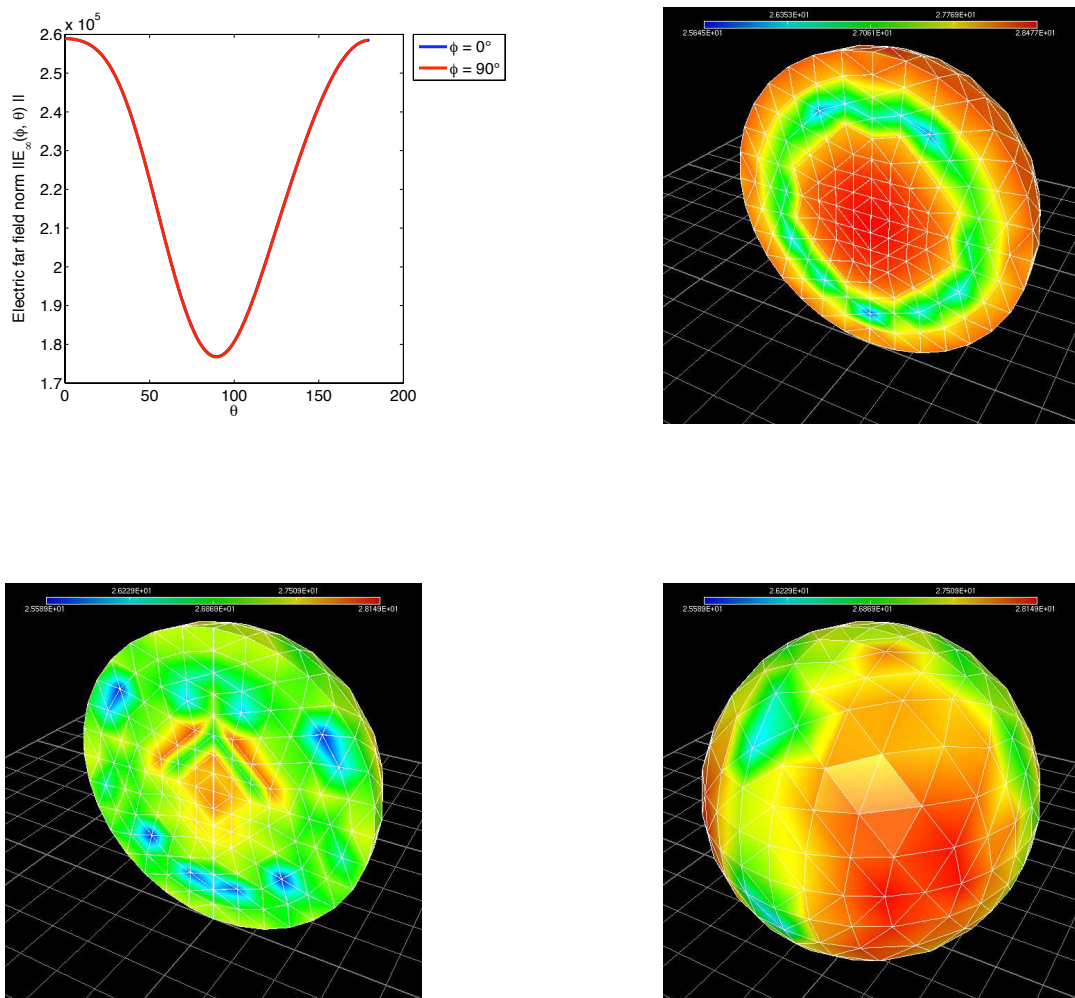 2.6 x 10^5
2.5
2.4
2.3
2.2
2.1
2
1.9
1.8
1.7
0
50
100
150
200
θ
Electric far field norm ||E_∞(ϕ, θ) ||
ϕ = 0°
ϕ = 90°
2.6353E+01 2.7769E+01
2.5645E+01 2.7061E+01 2.8477E+01
2.6229E+01 2.7509E+01
2.5589E+01 2.6869E+01 2.8149E+01
2.6229E+01 2.7509E+01
2.5589E+01 2.6869E+01 2.8149E+01